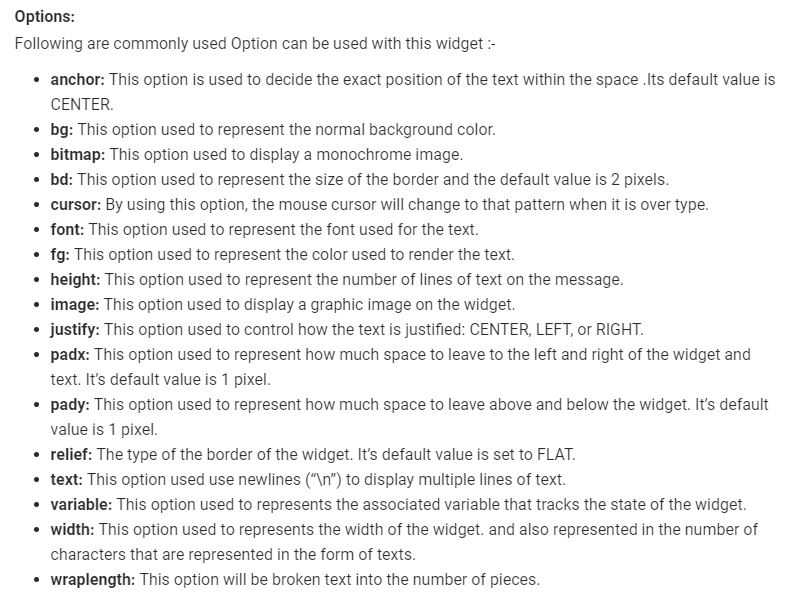 Options:
Following are commonly used Option can be used with this widget :-
• anchor: This option is used to decide the exact position of the text within the space .Its default value is
CENTER.
• bg: This option used to represent the normal background color.
• bitmap: This option used to display a monochrome image.
• bd: This option used to represent the size of the border and the default value is 2 pixels.
• cursor: By using this option, the mouse cursor will change to that pattern when it is over type.
• font: This option used to represent the font used for the text.
• fg: This option used to represent the color used to render the text.
• height: This option used to represent the number of lines of text on the message.
• image: This option used to display a graphic image on the widget.
• justify: This option used to control how the text is justified: CENTER, LEFT, or RIGHT.
• padx: This option used to represent how much space to leave to the left and right of the widget and
text. It’s default value is 1 pixel.
• pady: This option used to represent how much space to leave above and below the widget. It’s default
value is 1 pixel.
• relief: The type of the border of the widget. It’s default value is set to FLAT.
• text: This option used use newlines (“\n”) to display multiple lines of text.
• variable: This option used to represents the associated variable that tracks the state of the widget.
• width: This option used to represents the width of the widget. and also represented in the number of
characters that are represented in the form of texts.
• wraplength: This option will be broken text into the number of pieces.